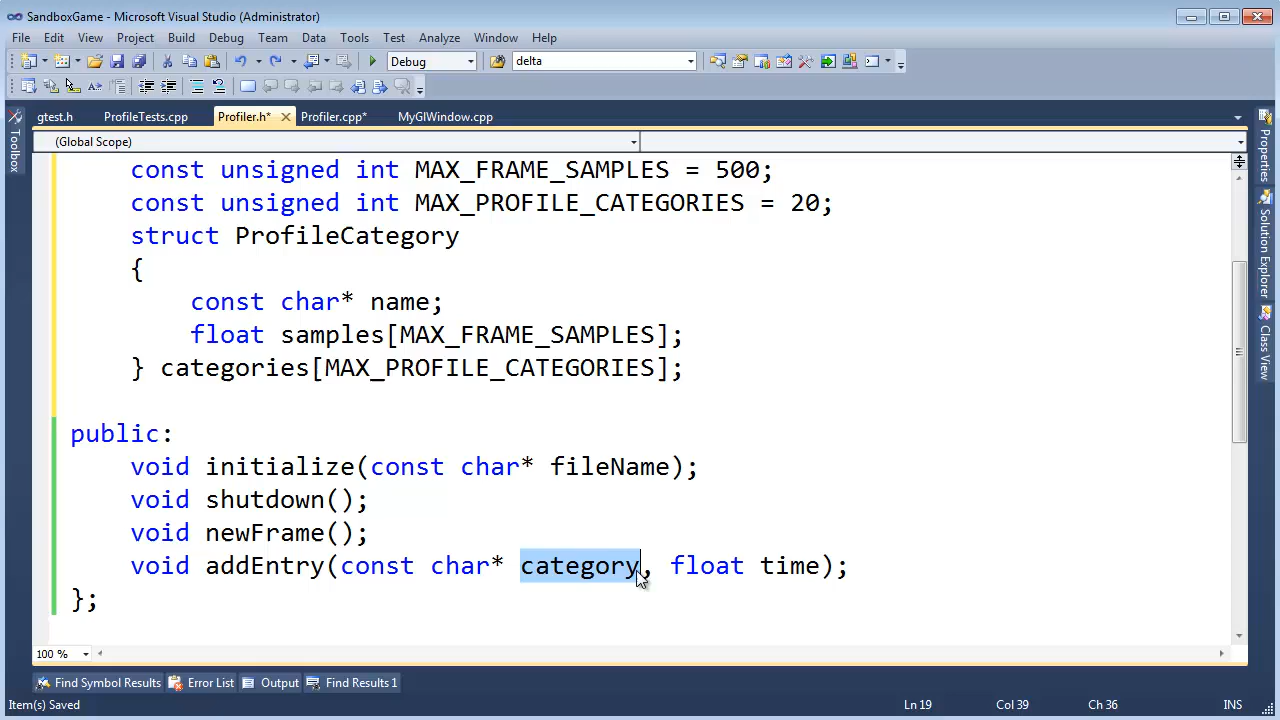 SandboxGame - Microsoft Visual Studio (Administrator)
File Edit View Project Build Debug Team Data Tools Test Analyze Window Help
Debug delta
gtest.h ProfileTests.cpp Profiler.h* Profiler.cpp* MyGlWindow.cpp
(Global Scope)
Toolbox
const unsigned int MAX_FRAME_SAMPLES = 500;
const unsigned int MAX_PROFILE_CATEGORIES = 20;
struct ProfileCategory
{
const char* name;
float samples[MAX_FRAME_SAMPLES];
} categories[MAX_PROFILE_CATEGORIES];
public:
void initialize(const char* fileName);
void shutdown();
void newFrame();
void addEntry(const char* category, float time);
};
Properties
Solution Explorer
Class View
100 %
Find Symbol Results Error List Output Find Results 1
Item(s) Saved Ln 19 Col 39 Ch 36 INS